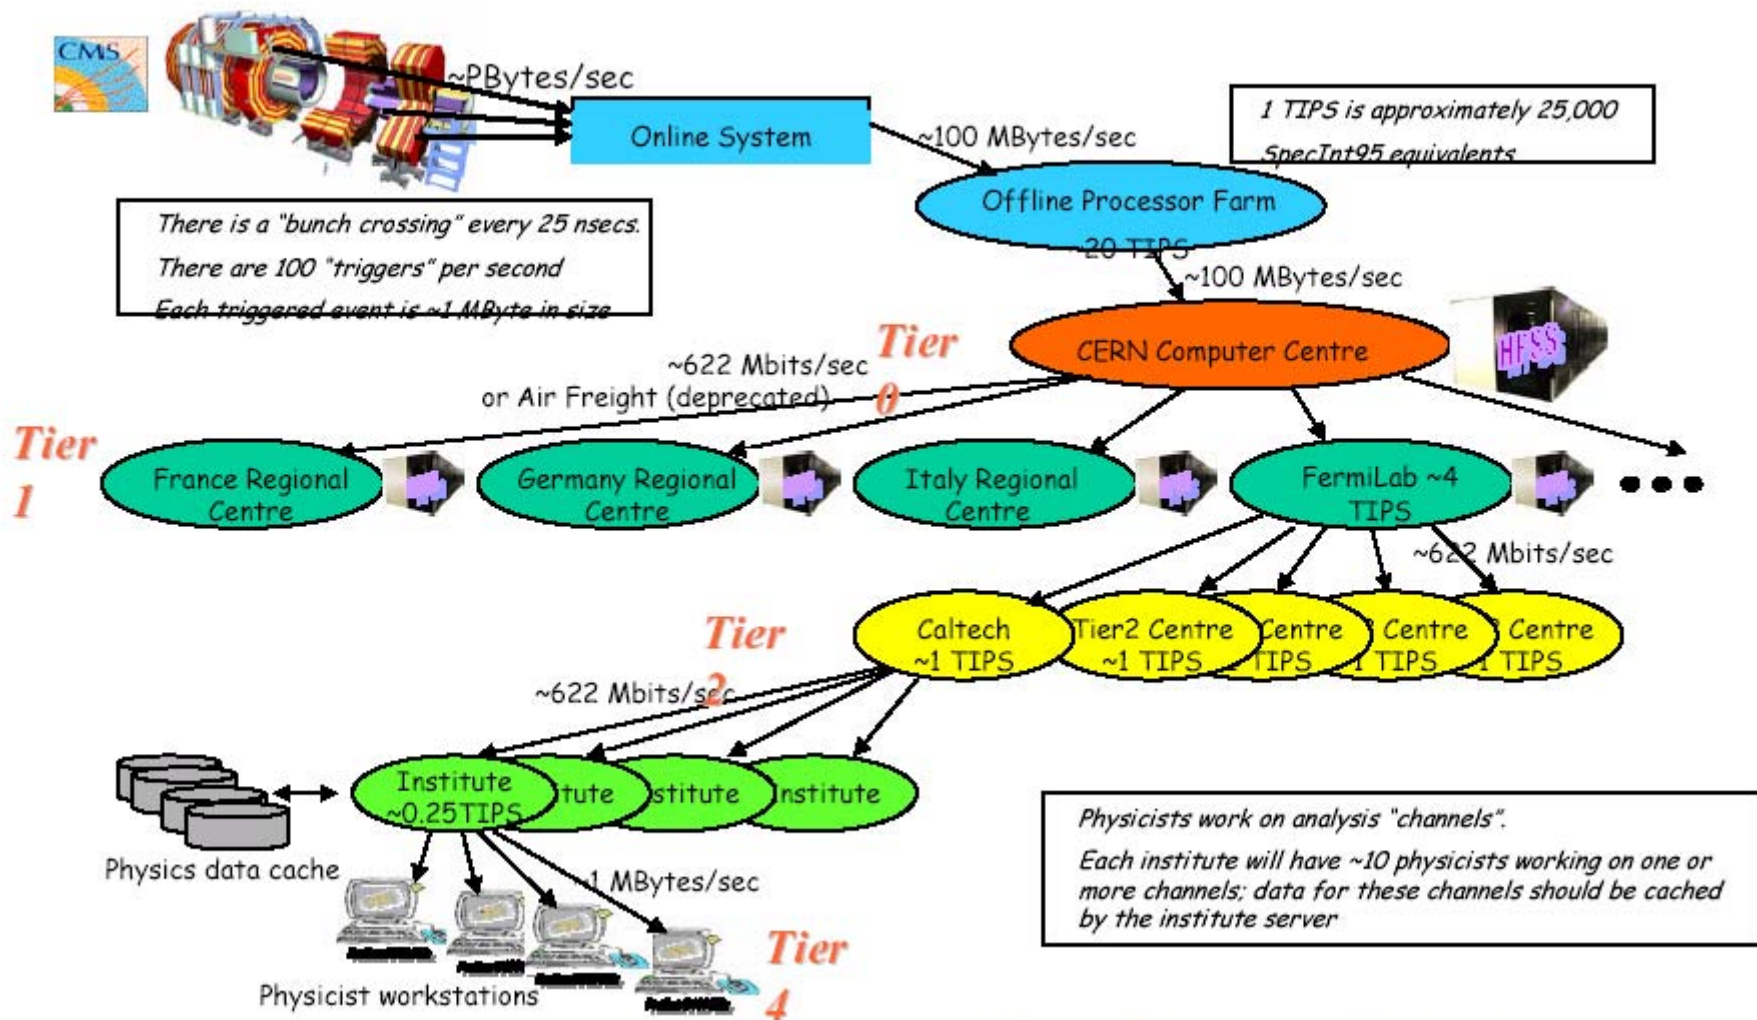 CMS
~PBytes/sec
Online System
~100 MBytes/sec
1 TIPS is approximately 25,000
SpecInt95 equivalents
There is a "bunch crossing" every 25 nsecs.
There are 100 "triggers" per second
Each triggered event is ~1 MByte in size
Offline Processor Farm
~20 TIPS
~100 MBytes/sec
Tier
0
CERN Computer Centre
HPSS
~622 Mbits/sec
or Air Freight (deprecated)
Tier
1
France Regional
Centre
Germany Regional
Centre
Italy Regional
Centre
FermiLab ~4
TIPS
~622 Mbits/sec
Tier
2
Caltech
~1 TIPS
Tier2 Centre
~1 TIPS
Centre
TIPS
2 Centre
1 TIPS
2 Centre
1 TIPS
~622 Mbits/sec
Institute
~0.25TIPS
tute
stitute
Institute
Physics data cache
~1 MBytes/sec
Physics work on analysis "channels".
Each institute will have ~10 physicists working on one or
more channels; data for these channels should be cached
by the institute server
Physicist workstations
Tier
4